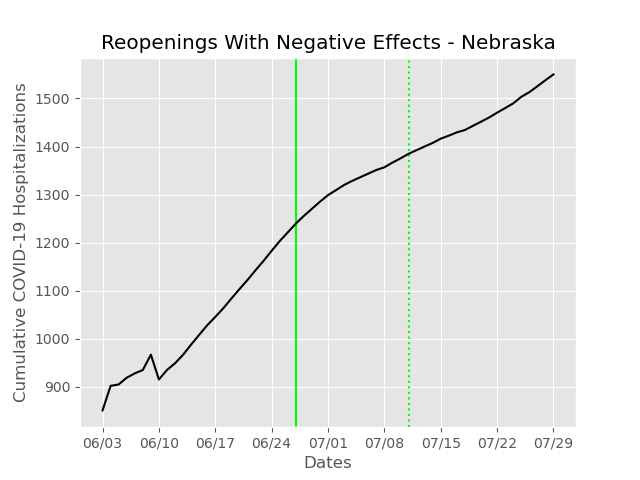 Reopenings With Negative Effects - Nebraska
Cumulative COVID-19 Hospitalizations
1500
1400
1300
1200
1100
1000
900
06/03 06/10 06/17 06/24 07/01 07/08 07/15 07/22 07/29
Dates